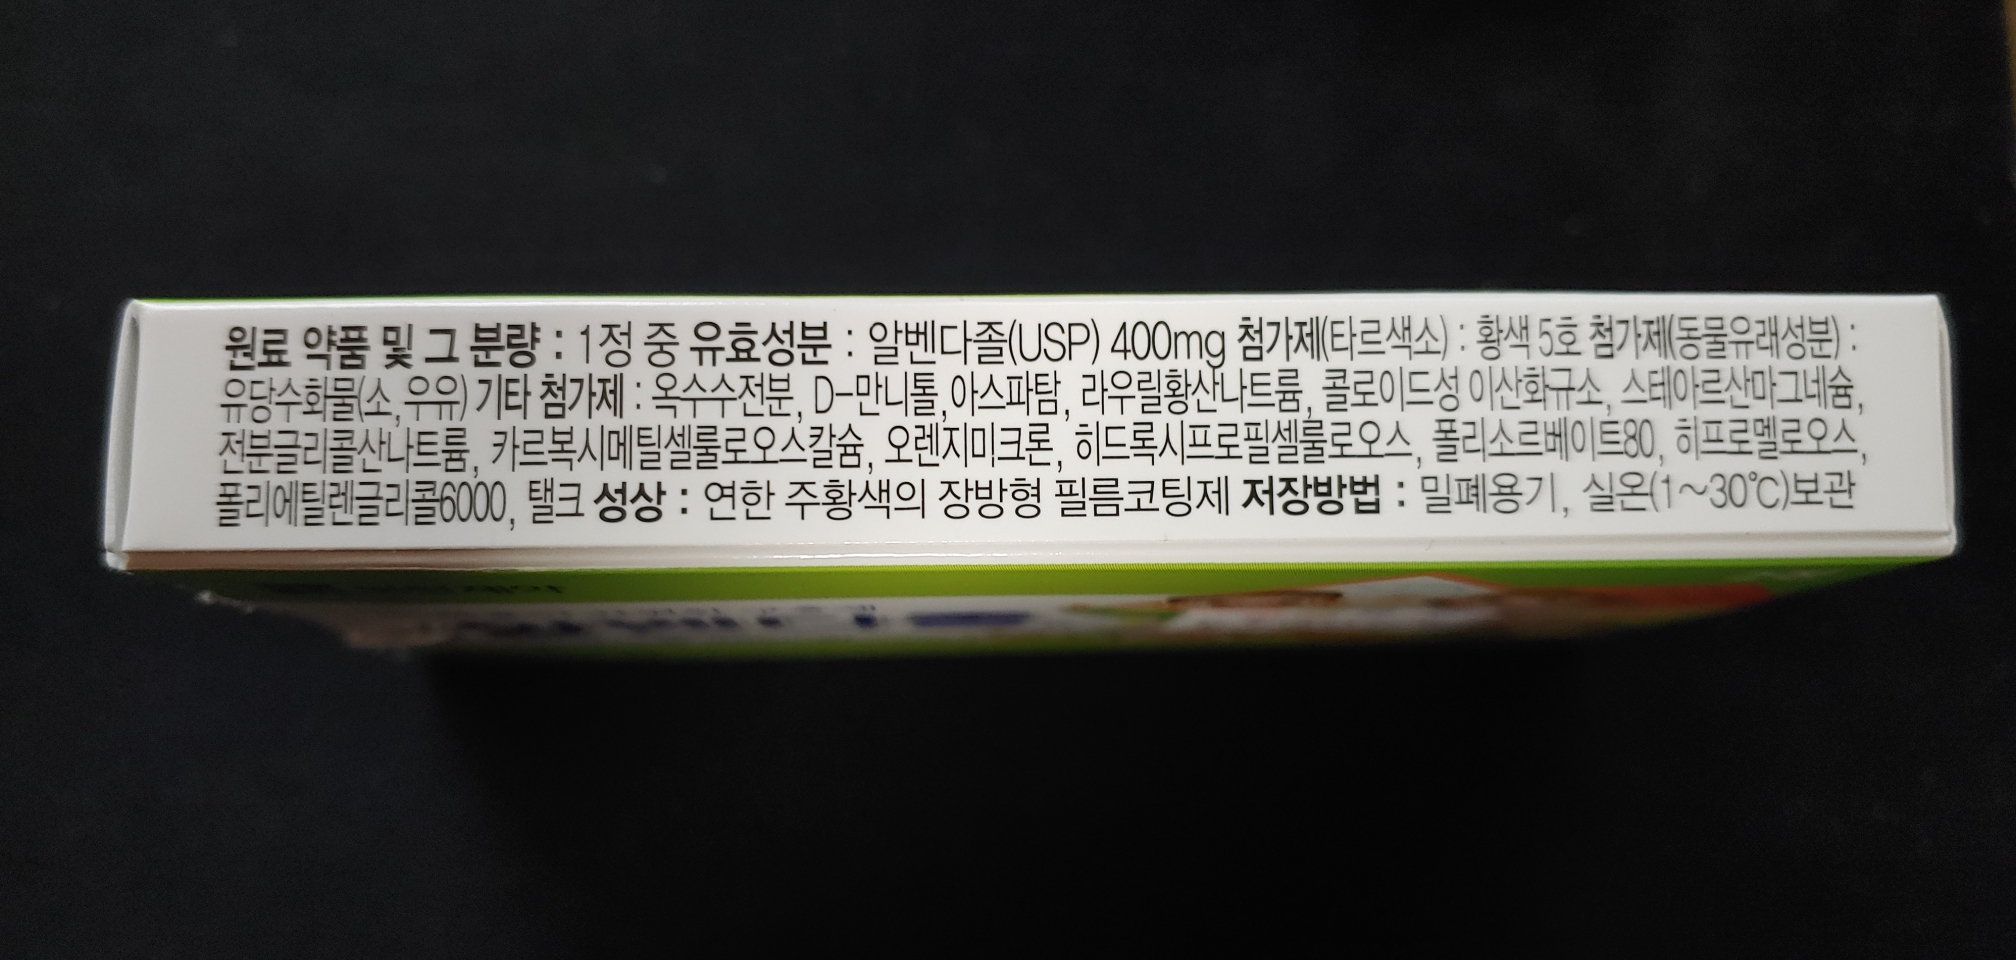 원료 약품 및 그 분량 : 1정 중 유효성분 : 알벤다졸(USP) 400mg 첨가제(타르색소) : 황색 5호 첨가제(동물유래성분) :
유당수화물(소, 우유) 기타 첨가제 : 옥수수전분, D-만니톨, 아스파탐, 라우릴황산나트륨, 콜로이드성 이산화규소, 스테아르산마그네슘,
전분글리콜산나트륨, 카르복시메틸셀룰로오스칼슘, 오렌지미크론, 히드록시프로필셀룰로오스, 폴리소르베이트80, 히프로멜로오스,
폴리에틸렌글리콜6000, 탤크 성상 : 연한 주황색의 장방형 필름코팅제 저장방법 : 밀폐용기, 실온(1~30℃)보관